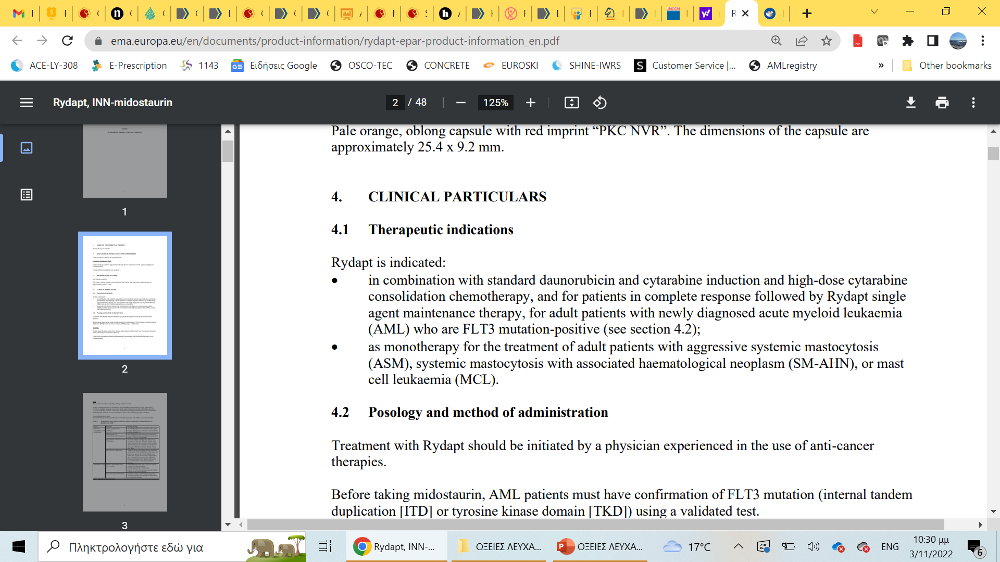 ema.europa.eu/en/documents/product-information/rydapt-epar-product-information_en.pdf
ACE-LY-308
E-Prescription
1143
Ειδήσεις Google
OSCO-TEC
CONCRETE
EUROSKI
SHINE-IWRS
Customer Service |...
AMLregistry
»
Other bookmarks
Rydapt, INN-midostaurin
2 / 48
125%
1
2
3
Pale orange, oblong capsule with red imprint “PKC NVR”. The dimensions of the capsule are
approximately 25.4 x 9.2 mm.
4. CLINICAL PARTICULARS
4.1 Therapeutic indications
Rydapt is indicated:
• in combination with standard daunorubicin and cytarabine induction and high-dose cytarabine
consolidation chemotherapy, and for patients in complete response followed by Rydapt single
agent maintenance therapy, for adult patients with newly diagnosed acute myeloid leukaemia
(AML) who are FLT3 mutation-positive (see section 4.2);
• as monotherapy for the treatment of adult patients with aggressive systemic mastocytosis
(ASM), systemic mastocytosis with associated haematological neoplasm (SM-AHN), or mast
cell leukaemia (MCL).
4.2 Posology and method of administration
Treatment with Rydapt should be initiated by a physician experienced in the use of anti-cancer
therapies.
Before taking midostaurin, AML patients must have confirmation of FLT3 mutation (internal tandem
duplication [ITD] or tyrosine kinase domain [TKD]) using a validated test.
Πληκτρολογήστε εδώ για
Rydapt, INN-...
ΟΞΕΙΕΣ ΛΕΥΧΑ...
ΟΞΕΙΕΣ ΛΕΥΧΑ...
17°C
ENG
10:30 μμ
3/11/2022
6